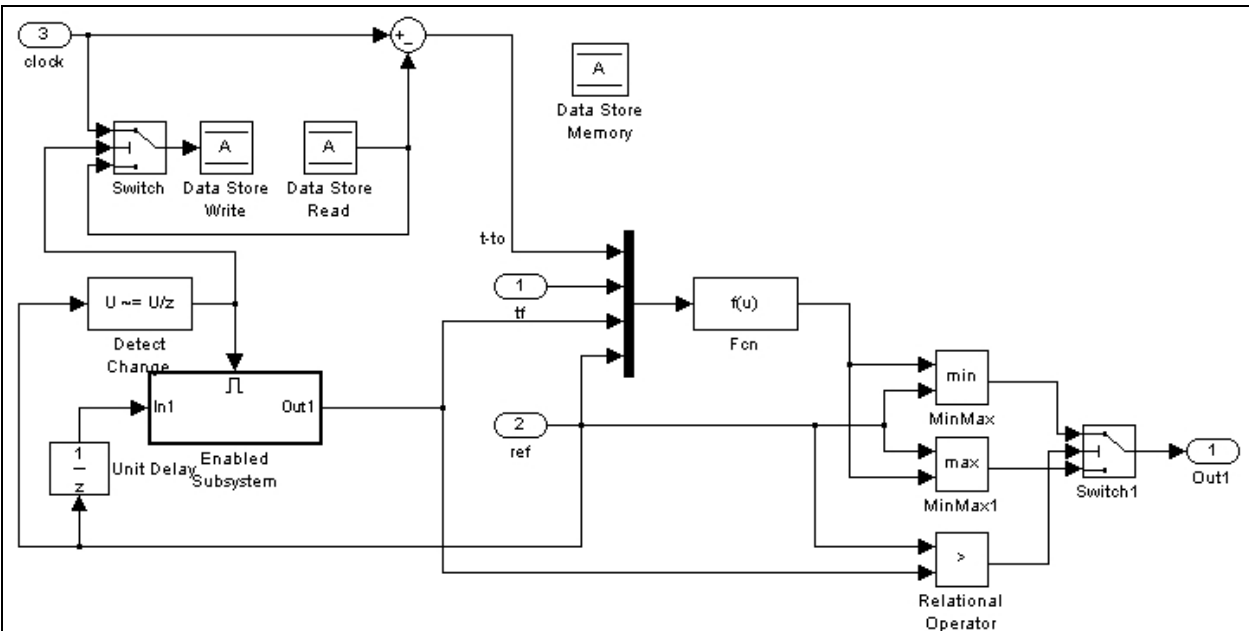 3
clock
+
-
A
Data Store
Memory
Switch
A
Data Store
Write
A
Data Store
Read
t-to
1
tf
U ~= U/z
Detect
Change
f(u)
Fcn
In1
Out1
Enabled
Subsystem
1
z
Unit Delay
2
ref
min
MinMax
max
MinMax1
Switch1
1
Out1
>
Relational
Operator